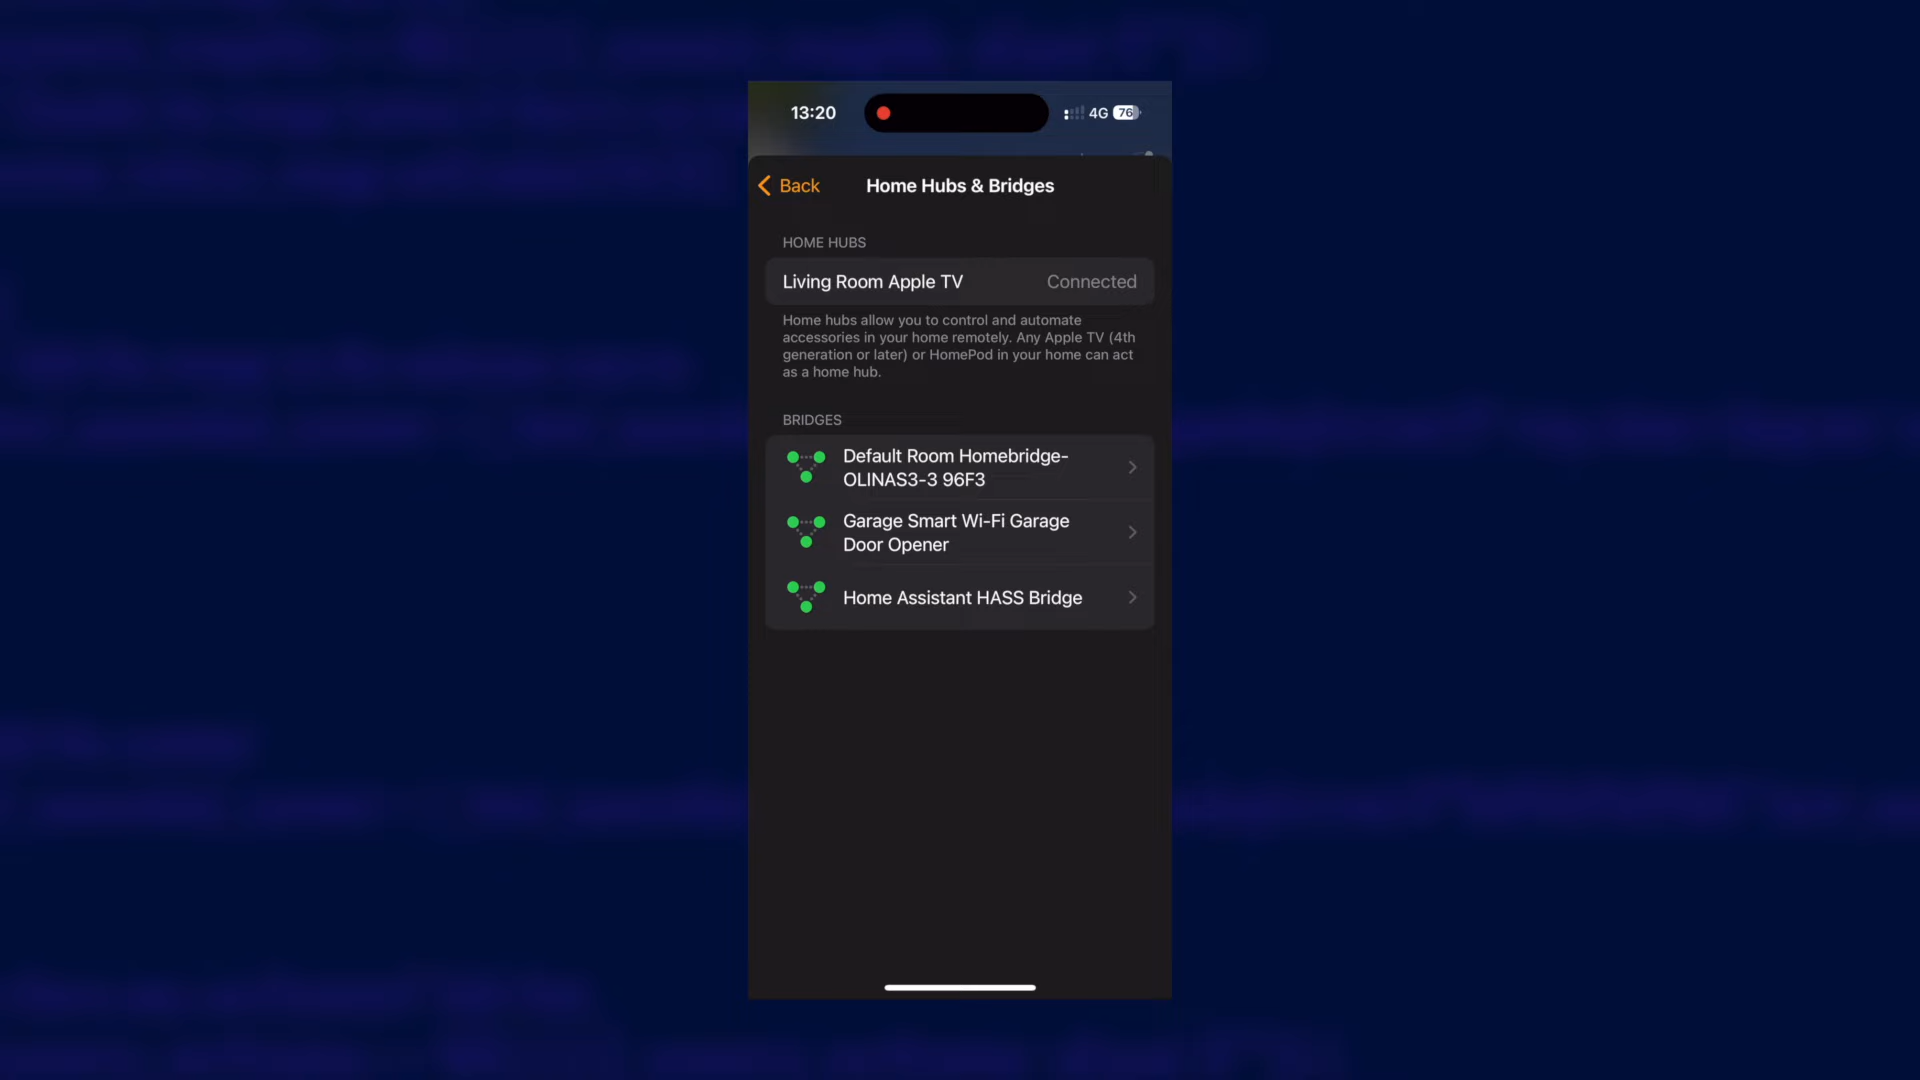 13:20
4G 76
Back
Home Hubs & Bridges
HOME HUBS
Living Room Apple TV
Connected
Home hubs allow you to control and automate
accessories in your home remotely. Any Apple TV (4th
generation or later) or HomePod in your home can act
as a home hub.
BRIDGES
Default Room Homebridge-
OLINAS3-3 96F3
Garage Smart Wi-Fi Garage
Door Opener
Home Assistant HASS Bridge